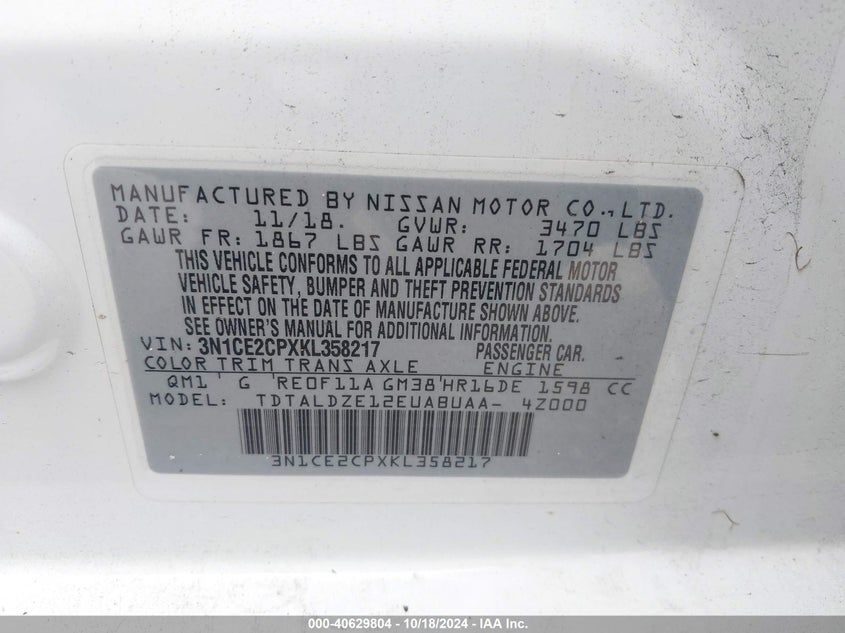 MANUFACTURED BY NISSAN MOTOR CO., LTD.
DATE: 11/18. GVWR: 3470 LBS
GAWR FR: 1867 LBS GAWR RR: 1704 LBS
THIS VEHICLE CONFORMS TO ALL APPLICABLE FEDERAL MOTOR
VEHICLE SAFETY, BUMPER AND THEFT PREVENTION STANDARDS
IN EFFECT ON THE DATE OF MANUFACTURE SHOWN ABOVE.
SEE OWNER'S MANUAL FOR ADDITIONAL INFORMATION.
VIN: 3N1CE2CPXKL358217 PASSENGER CAR.
COLOR TRIM TRANS AXLE ENGINE
QM1 G RE0F11A GM38 HR16DE 1598 CC
MODEL: TDTALDZE12EUABUAA- 4Z000
3N1CE2CPXKL358217
000-40629804 - 10/18/2024 - IAA Inc.